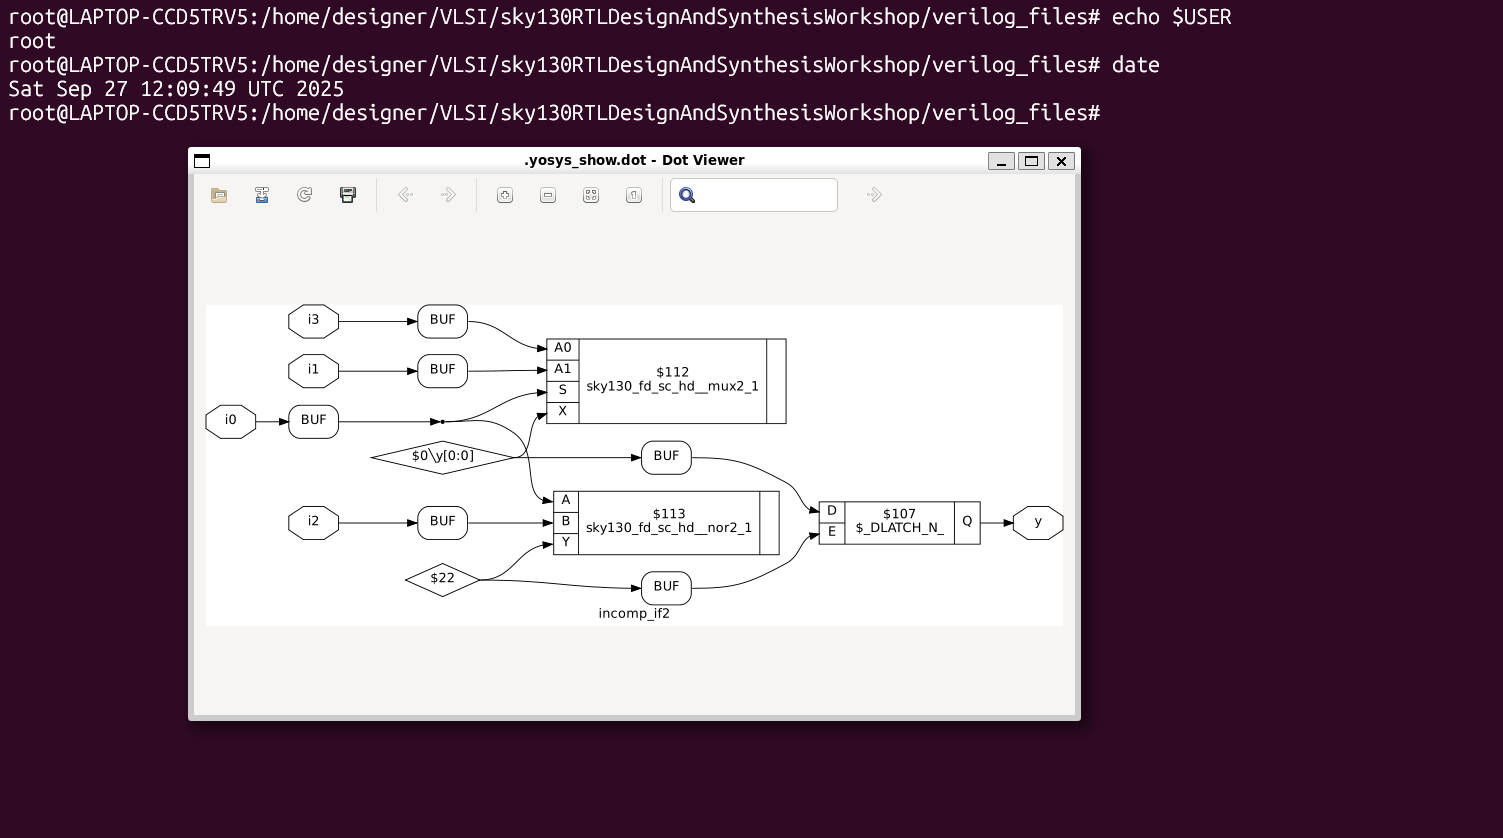 root@LAPTOP-CCD5TRV5:/home/designer/VLSI/sky130RTLDesignAndSynthesisWorkshop/verilog_files# echo $USER
root
root@LAPTOP-CCD5TRV5:/home/designer/VLSI/sky130RTLDesignAndSynthesisWorkshop/verilog_files# date
Sat Sep 27 12:09:49 UTC 2025
root@LAPTOP-CCD5TRV5:/home/designer/VLSI/sky130RTLDesignAndSynthesisWorkshop/verilog_files#
.yosys_show.dot - Dot Viewer
i3
BUF
A0
i1
BUF
A1
$112
sky130_fd_sc_hd__mux2_1
S
X
i0
BUF
$0\y[0:0]
BUF
A
i2
BUF
B
$113
sky130_fd_sc_hd__nor2_1
Y
D
$107
$_DLATCH_N_
E
Q
y
$22
BUF
incomp_if2